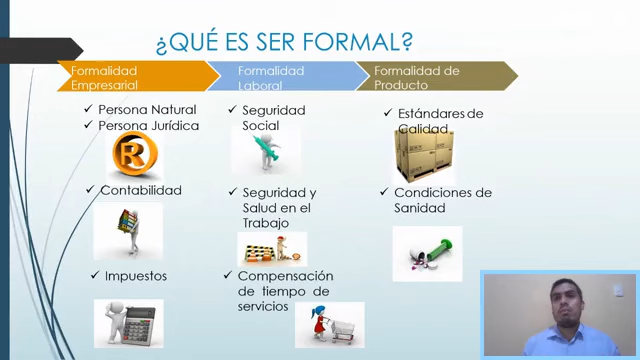 ¿QUÉ ES SER FORMAL?
Formalidad
Empresarial
Formalidad
Laboral
Formalidad de
Producto
✓ Persona Natural
✓ Persona Jurídica
R
✓ Contabilidad
✓ Impuestos
✓ Seguridad
Social
✓ Seguridad y
Salud en el
Trabajo
✓ Compensación
de tiempo de
servicios
✓ Estándares de
Calidad
✓ Condiciones de
Sanidad